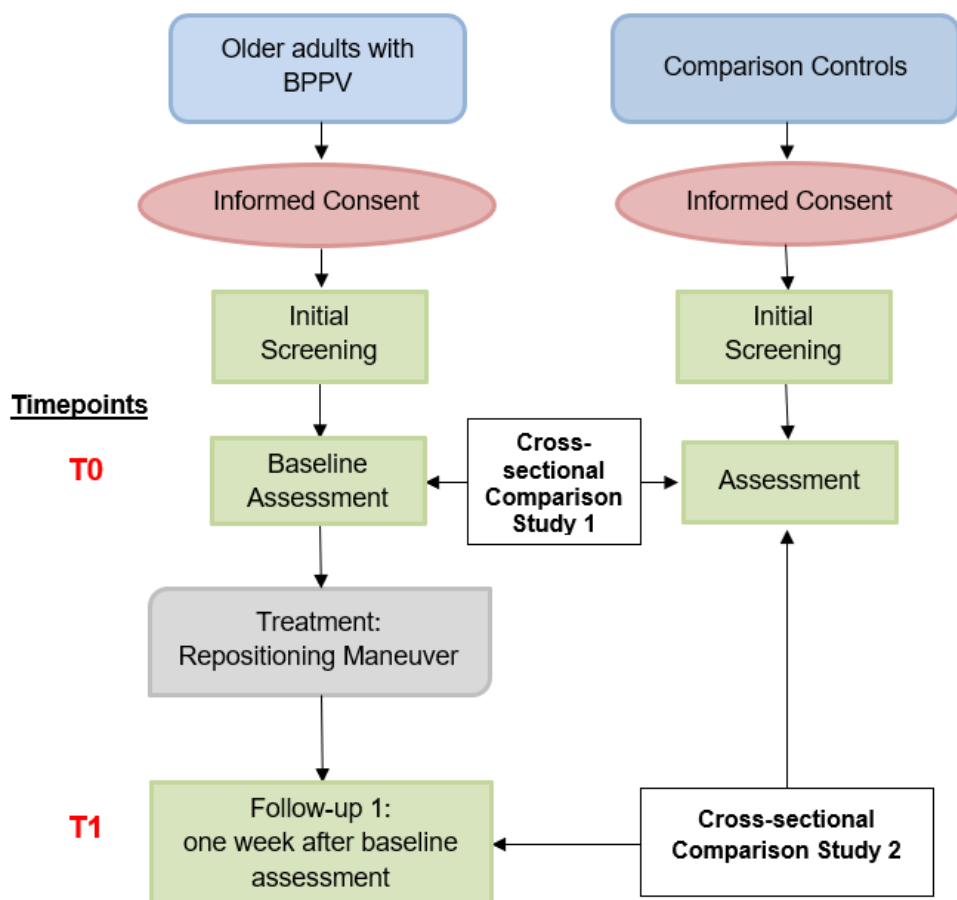 Older adults with
BPPV
Comparison Controls
Informed Consent
Informed Consent
Initial
Screening
Initial
Screening
Timepoints
T0
Baseline
Assessment
Cross-
sectional
Comparison
Study 1
Assessment
Treatment:
Repositioning Maneuver
T1
Follow-up 1:
one week after baseline
assessment
Cross-sectional
Comparison Study 2